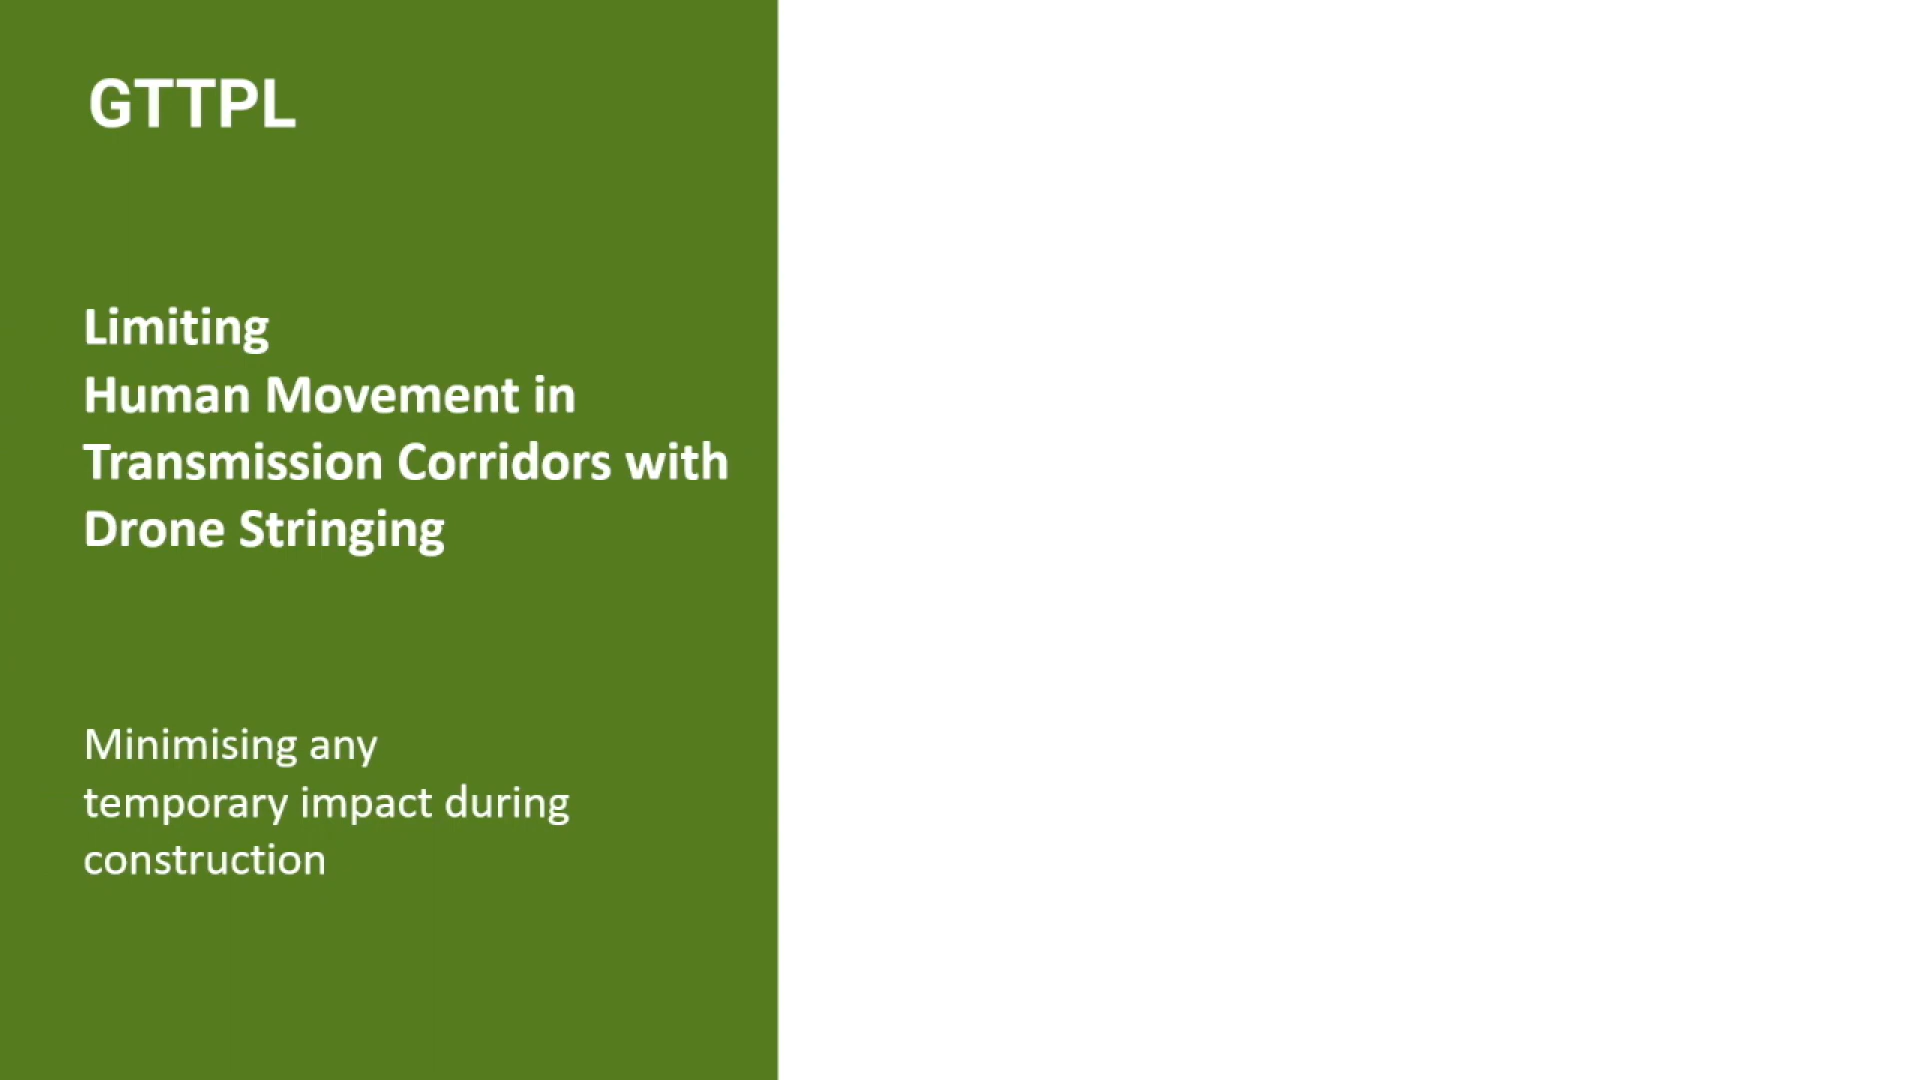 GTTPL
Limiting
Human Movement in
Transmission Corridors with
Drone Stringing
Minimising any
temporary impact during
construction